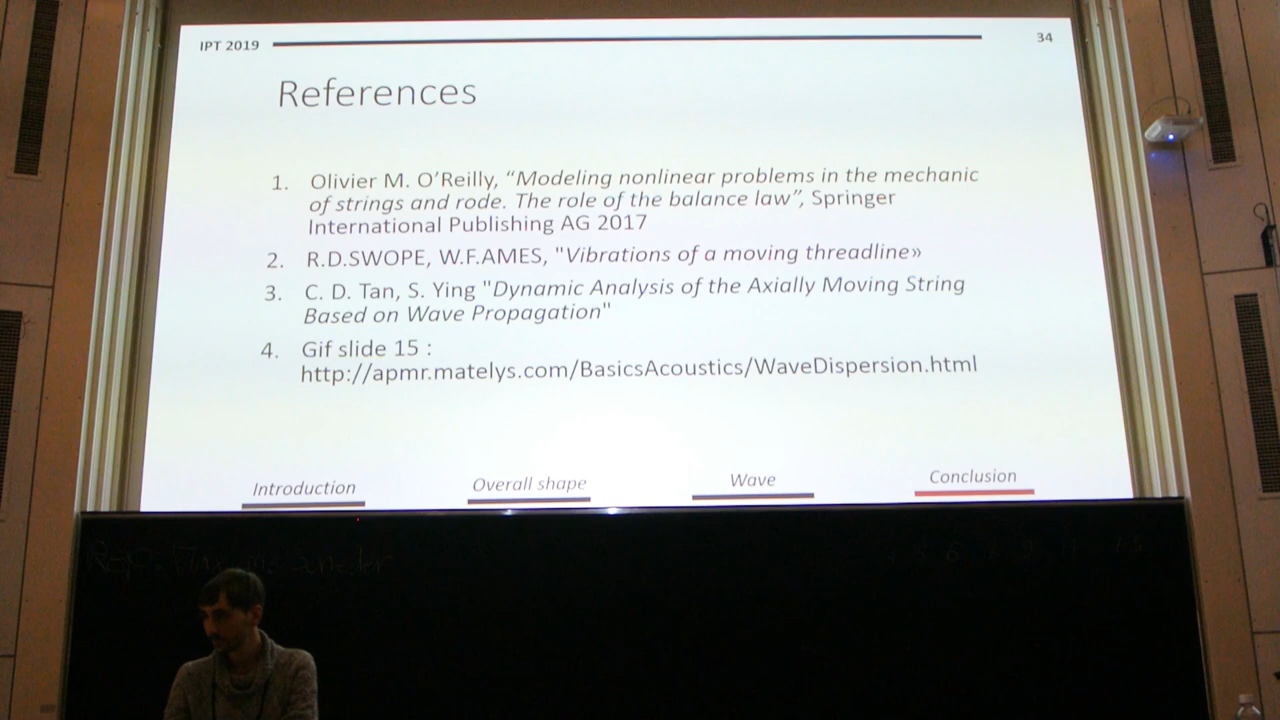 IPT 2019
34
References
1. Olivier M. O'Reilly, “Modeling nonlinear problems in the mechanic
of strings and rode. The role of the balance law”, Springer
International Publishing AG 2017
2. R.D.SWOPE, W.F.AMES, "Vibrations of a moving threadline»
3. C. D. Tan, S. Ying "Dynamic Analysis of the Axially Moving String
Based on Wave Propagation"
4. Gif slide 15 :
http://apmr.matelys.com/BasicsAcoustics/WaveDispersion.html
Introduction
Overall shape
Wave
Conclusion